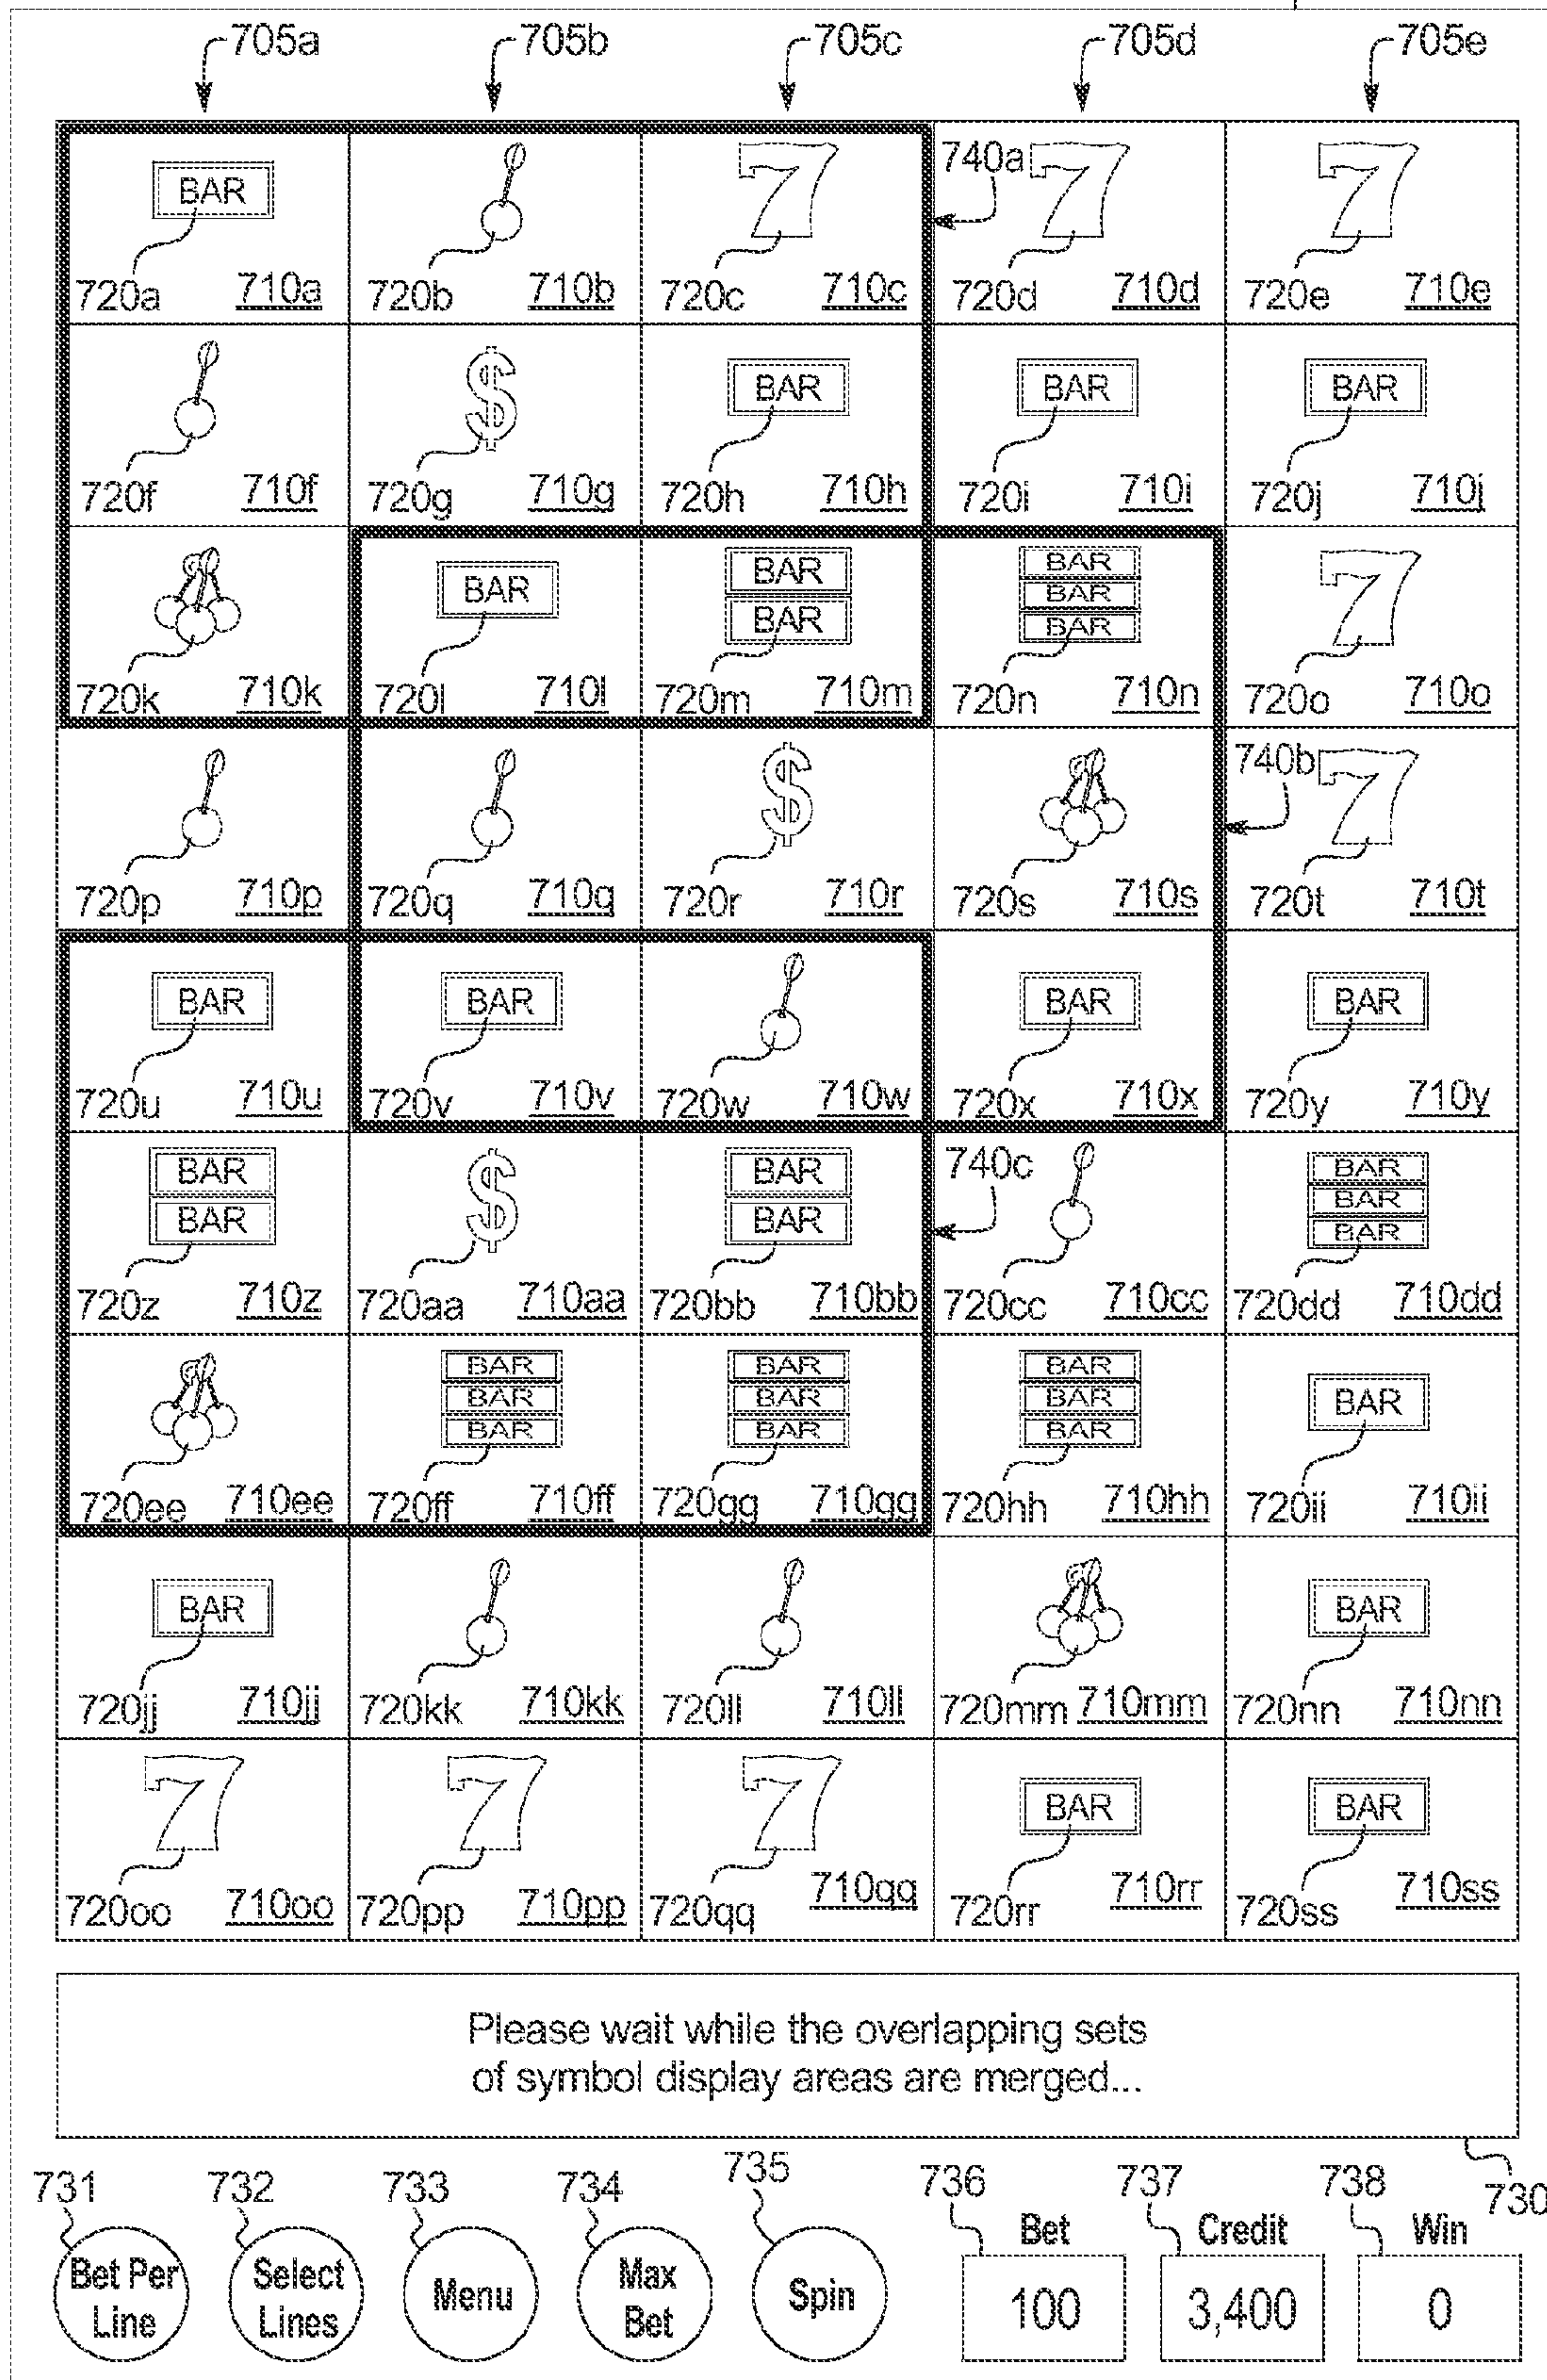 705a 705b 705c 705d 705e
BAR 7 740a 7 7
720a 710a 720b 710b 720c 710c 720d 710d 720e 710e
$ BAR BAR BAR
720f 710f 720g 710g 720h 710h 720i 710i 720j 710j
BAR BAR BAR 7
BAR BAR
BAR
720k 710k 720l 710l 720m 710m 720n 710n 720o 710o
$ 740b 7
720p 710p 720q 710q 720r 710r 720s 710s 720t 710t
BAR BAR BAR BAR
720u 710u 720v 710v 720w 710w 720x 710x 720y 710y
BAR $ BAR 740c BAR
BAR BAR BAR
BAR
720z 710z 720aa 710aa 720bb 710bb 720cc 710cc 720dd 710dd
BAR BAR BAR BAR
BAR BAR BAR
BAR BAR BAR
720ee 710ee 720ff 710ff 720gg 710gg 720hh 710hh 720ii 710ii
BAR BAR
720jj 710jj 720kk 710kk 720ll 710ll 720mm 710mm 720nn 710nn
7 7 7 BAR BAR
720oo 710oo 720pp 710pp 720qq 710qq 720rr 710rr 720ss 710ss
Please wait while the overlapping sets
of symbol display areas are merged...
730
731 732 733 734 735 736 737 738
Bet Credit Win
Bet Per Line
Select Lines
Menu
Max Bet
Spin
100 3,400 0